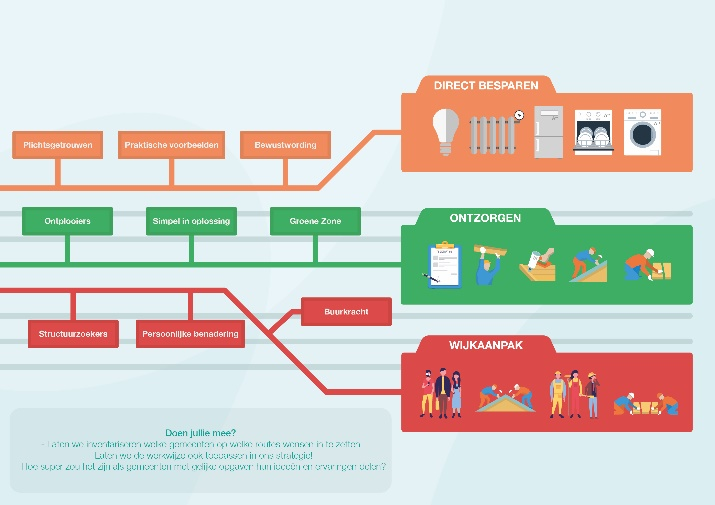 DIRECT BESPAREN
Plichtsgetrouwen
Praktische voorbeelden
Bewustwording
ONTZORGEN
Ontplooiers
Simpel in oplossing
Groene Zone
Buurkracht
Structuurzoekers
Persoonlijke benadering
WIJKAANPAK
Doen jullie mee?
- Laten we inventariseren welke gemeenten op welke routes wensen in te zetten
Laten we de werkwijze ook toepassen in ons strategie!
Hoe super zou het zijn als gemeenten met gelijke opgaven hun ideeën en ervaringen delen?